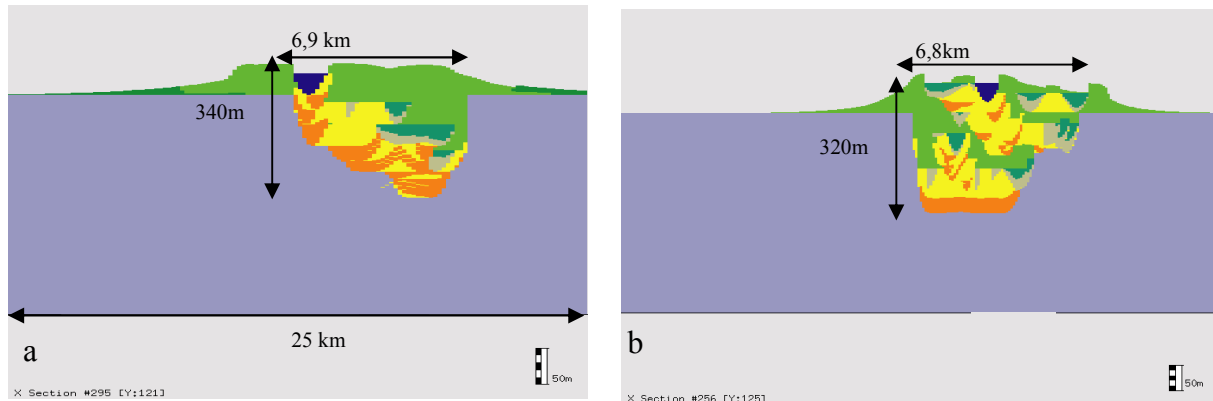 6,9 km
340m
25 km
a
50m
X Section #295 [Y:121]
6,8km
320m
b
50m
X Section #256 [Y:125]